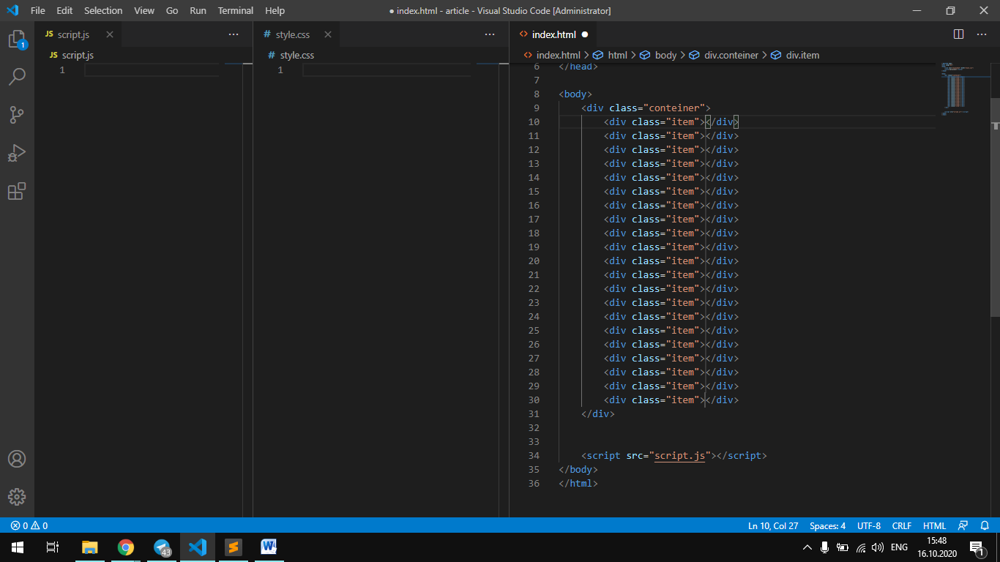 File Edit Selection View Go Run Terminal Help
● index.html - article - Visual Studio Code [Administrator]
JS script.js
JS script.js
1
# style.css
# style.css
1
<> index.html ●
<> index.html > html > body > div.conteiner > div.item
6 </head>
7
8 <body>
9 <div class="conteiner">
10 <div class="item"></div>
11 <div class="item"></div>
12 <div class="item"></div>
13 <div class="item"></div>
14 <div class="item"></div>
15 <div class="item"></div>
16 <div class="item"></div>
17 <div class="item"></div>
18 <div class="item"></div>
19 <div class="item"></div>
20 <div class="item"></div>
21 <div class="item"></div>
22 <div class="item"></div>
23 <div class="item"></div>
24 <div class="item"></div>
25 <div class="item"></div>
26 <div class="item"></div>
27 <div class="item"></div>
28 <div class="item"></div>
29 <div class="item"></div>
30 <div class="item"></div>
31 </div>
32
33
34 <script src="script.js"></script>
35 </body>
36 </html>
1
0 0
Ln 10, Col 27 Spaces: 4 UTF-8 CRLF HTML
43
W
ENG
15:48
16.10.2020
1